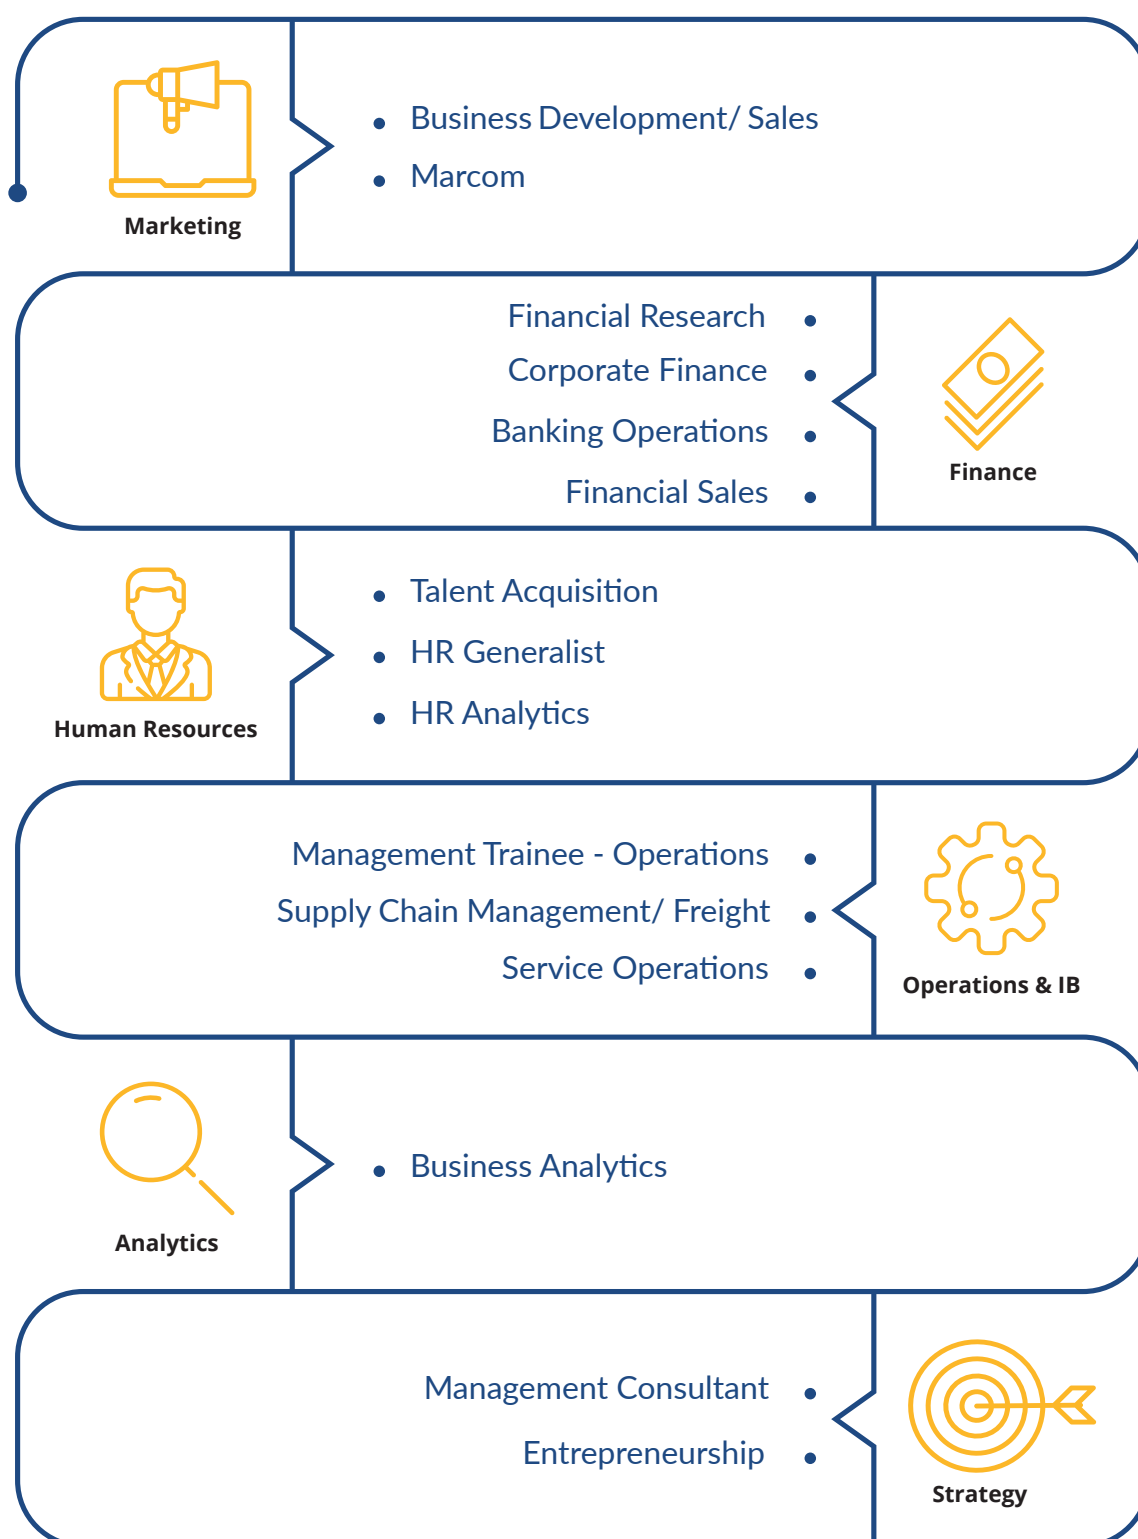 Business Development/ Sales
Marcom
Marketing
Financial Research
Corporate Finance
Banking Operations
Financial Sales
Finance
Talent Acquisition
HR Generalist
HR Analytics
Human Resources
Management Trainee - Operations
Supply Chain Management/ Freight
Service Operations
Operations & IB
Business Analytics
Analytics
Management Consultant
Entrepreneurship
Strategy